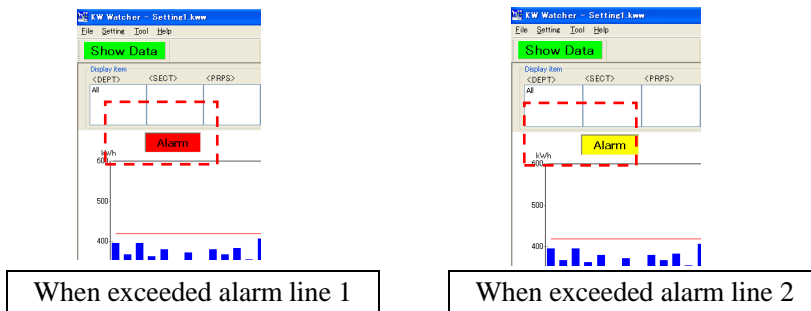 KW Watcher - Setting1.kww
File Setting Tool Help
Show Data
Display item
<DEPT> <SECT> <PRPS>
All
Alarm
kWh
600
500
400
When exceeded alarm line 1
KW Watcher - Setting1.kww
File Setting Tool Help
Show Data
Display item
<DEPT> <SECT> <PRPS>
All
Alarm
kWh
600
500
400
When exceeded alarm line 2